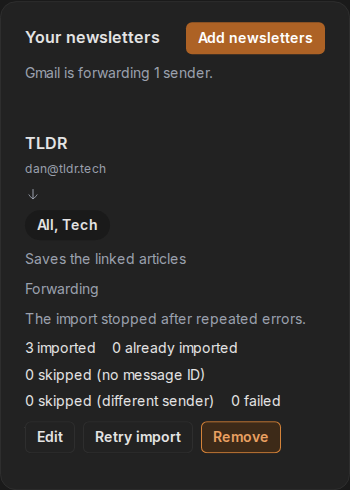 Your newsletters
Add newsletters
Gmail is forwarding 1 sender.
TLDR
dan@tldr.tech
↓
All, Tech
Saves the linked articles
Forwarding
The import stopped after repeated errors.
3 imported 0 already imported
0 skipped (no message ID)
0 skipped (different sender) 0 failed
Edit Retry import Remove